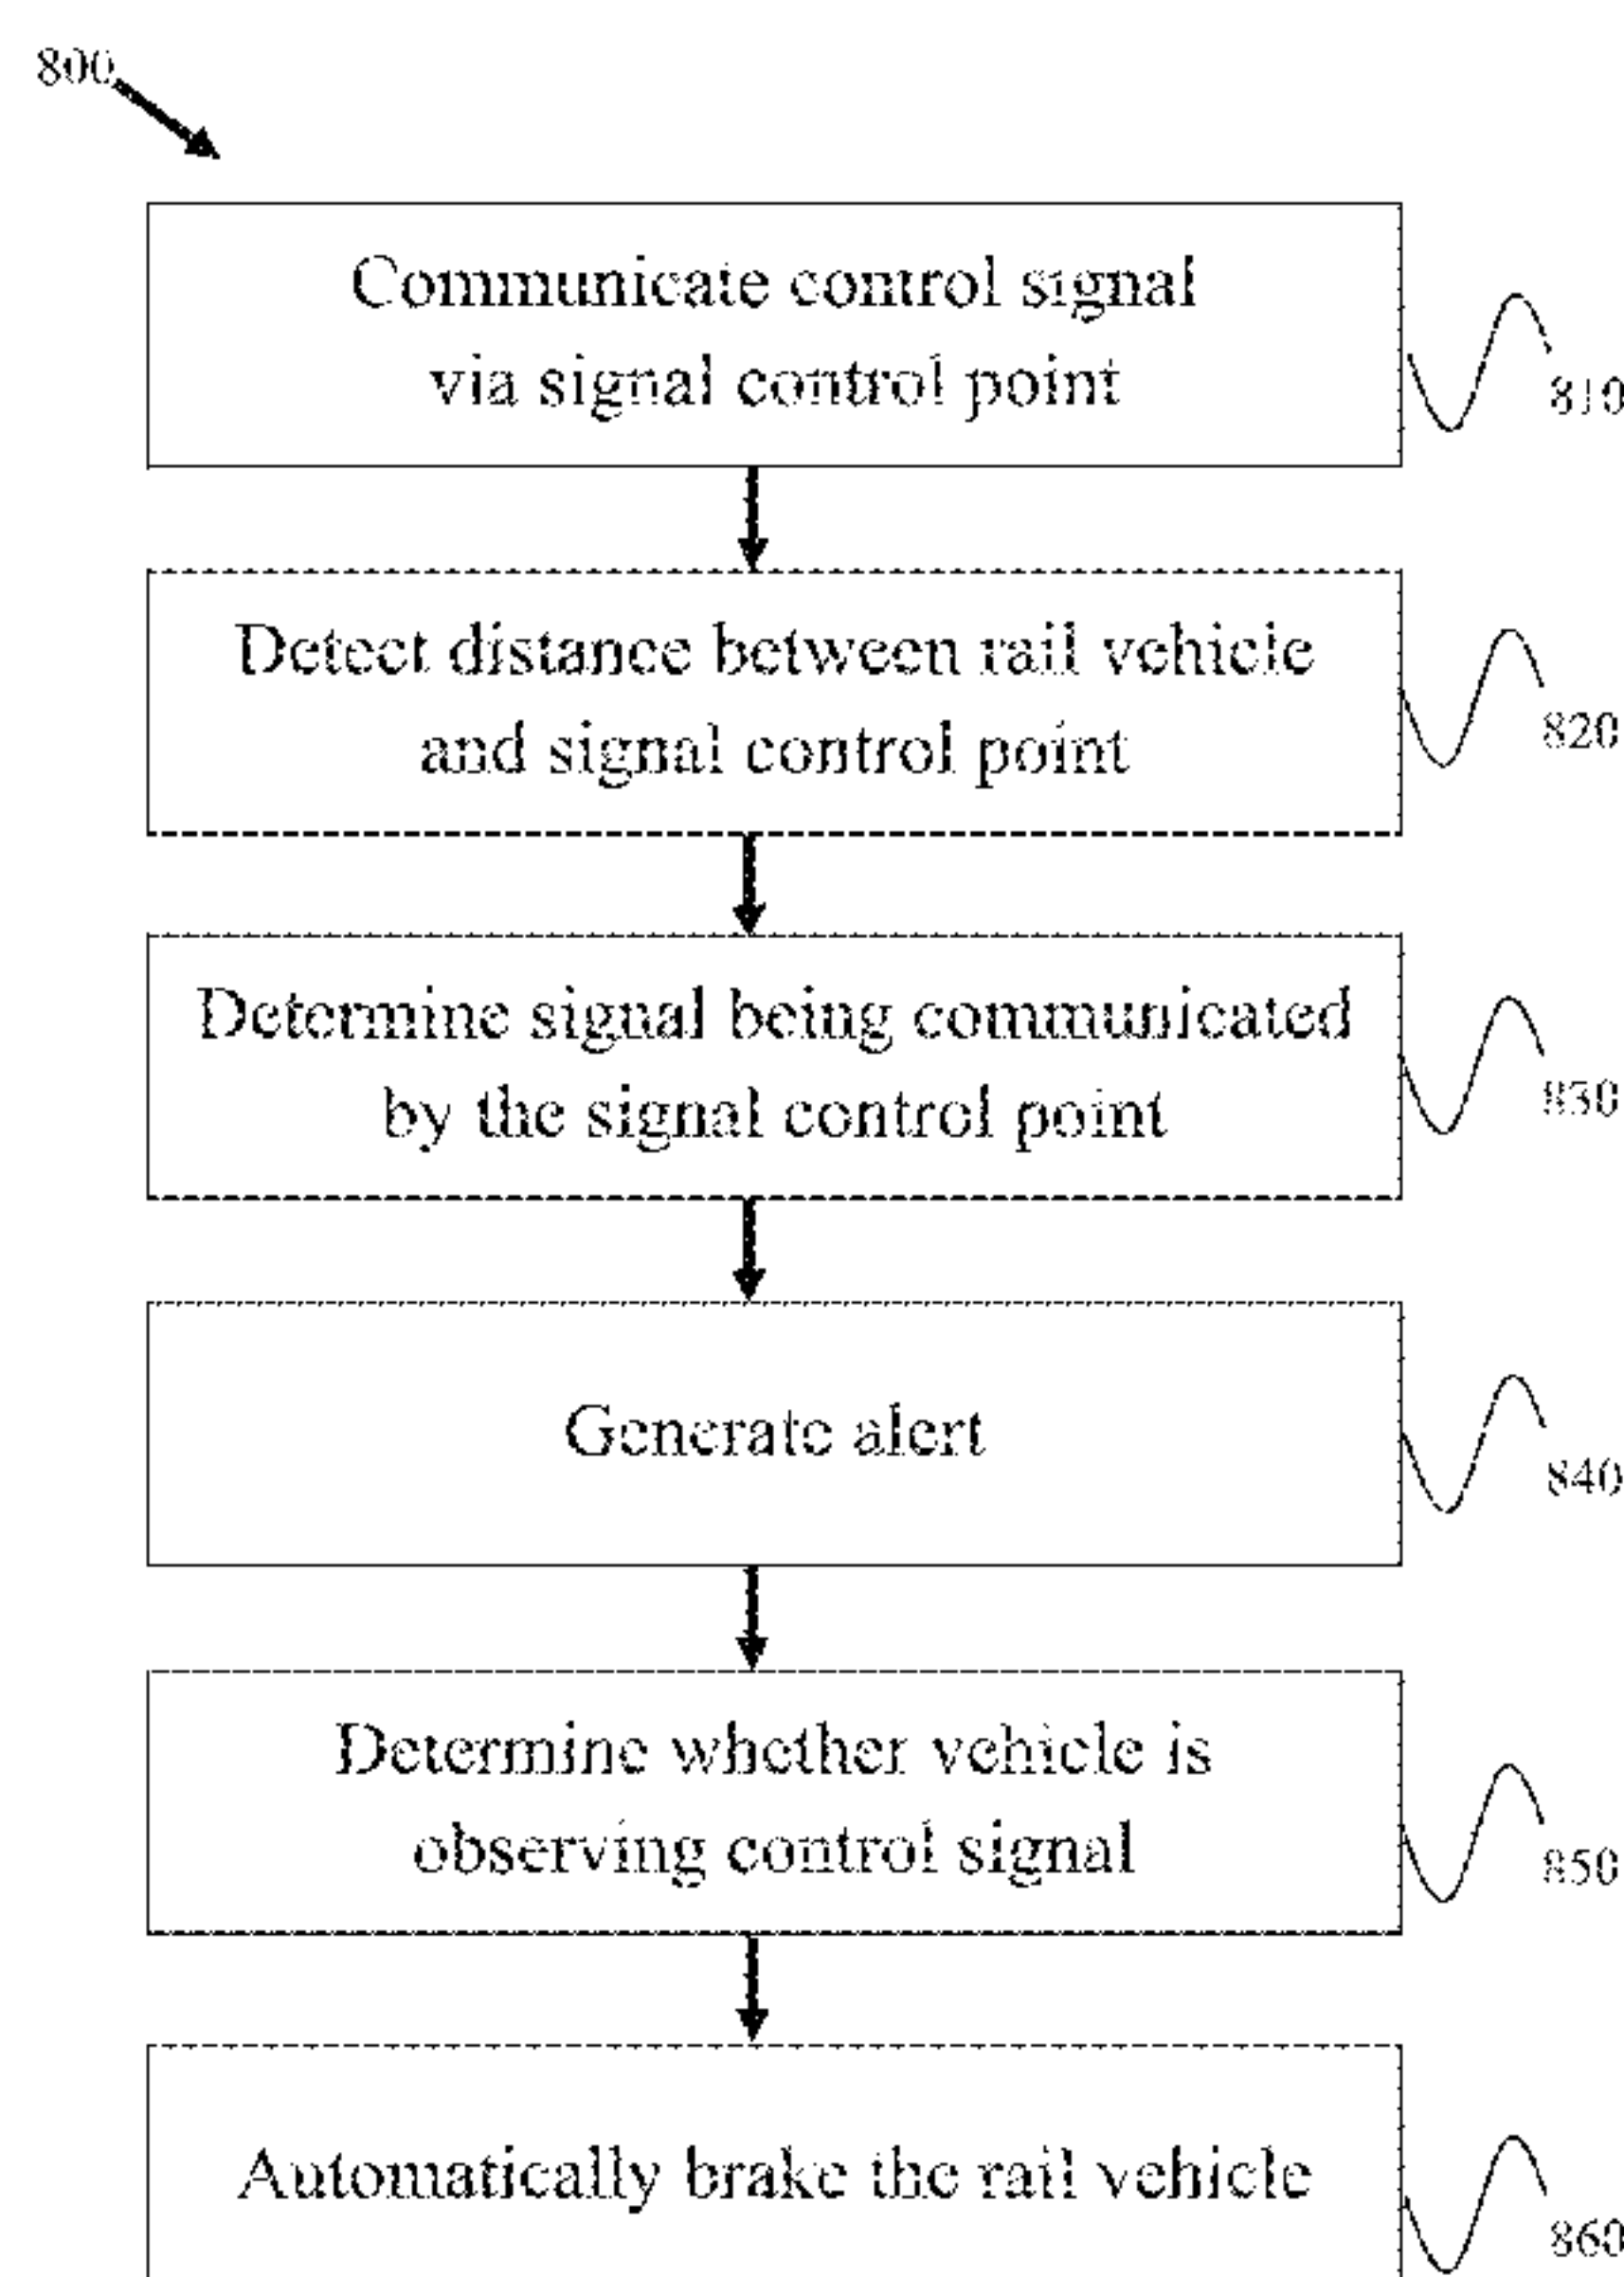 800
Communicate control signal
via signal control point
810
Detect distance between rail vehicle
and signal control point
820
Determine signal being communicated
by the signal control point
830
Generate alert
840
Determine whether vehicle is
observing control signal
850
Automatically brake the rail vehicle
860